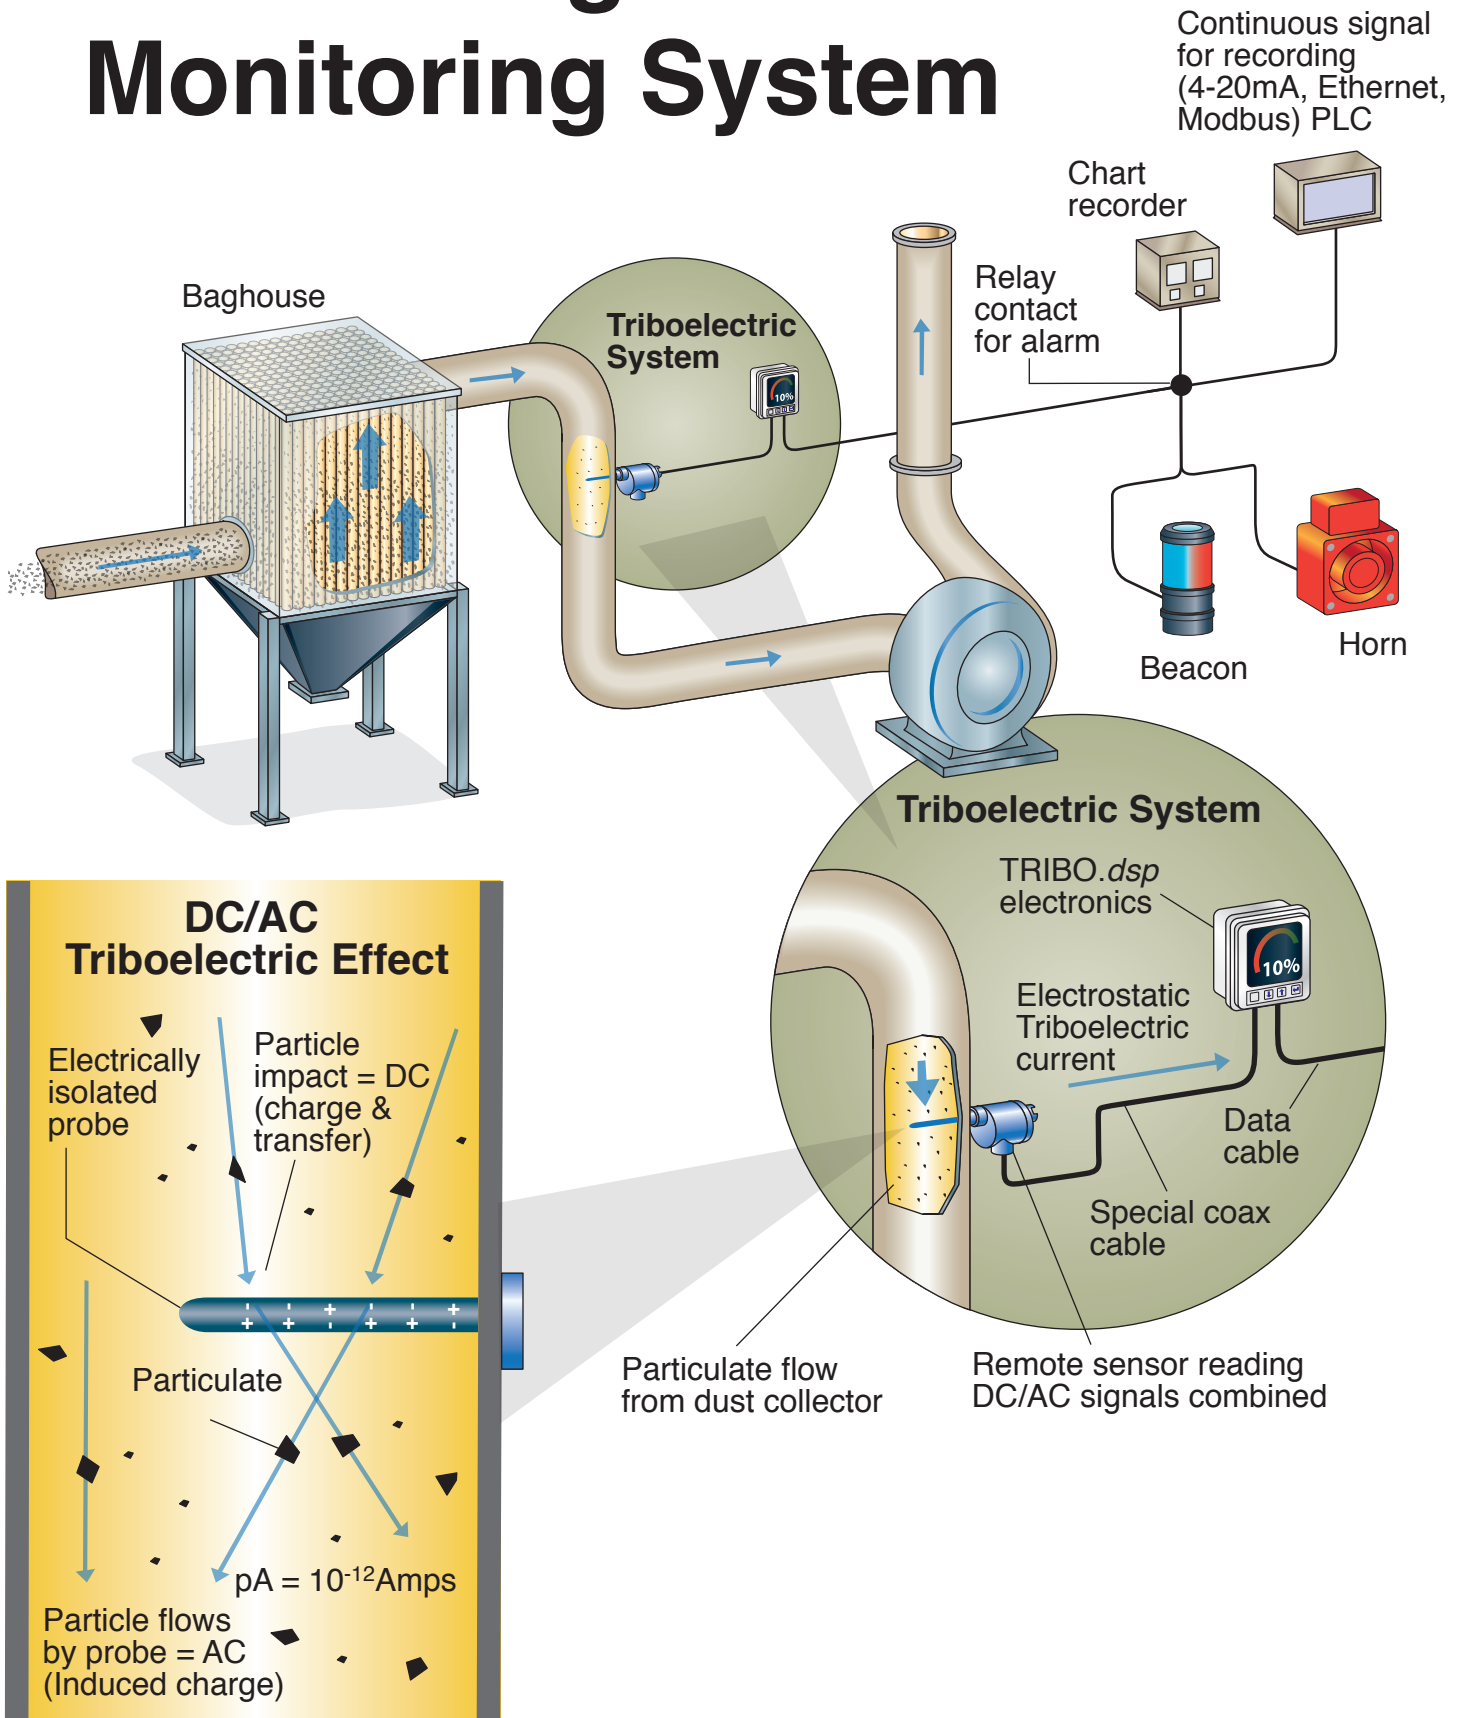 Monitoring System
Continuous signal
for recording
(4-20mA, Ethernet,
Modbus) PLC
Chart
recorder
Relay
contact
for alarm
Baghouse
Triboelectric
System
10%
Beacon
Horn
Triboelectric System
TRIBO.dsp
electronics
10%
Electrostatic
Triboelectric
current
Data
cable
Special coax
cable
Particulate flow
from dust collector
Remote sensor reading
DC/AC signals combined
DC/AC
Triboelectric Effect
Electrically
isolated
probe
Particle
impact = DC
(charge &
transfer)
Particulate
pA = 10⁻¹²Amps
Particle flows
by probe = AC
(Induced charge)